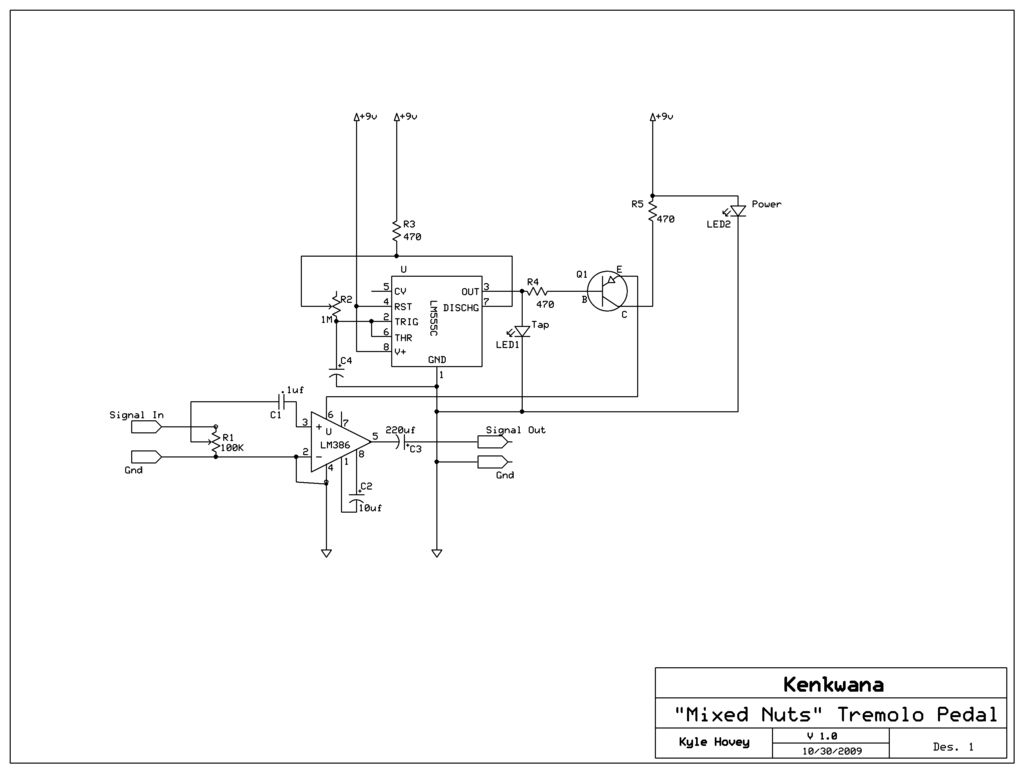 +9v +9v +9v
R5 470
Power
LED2
R3
470
U
Q1 E
B
C
5 CV
4 RST
2 TRIG
6 THR
8 V+
OUT 3
DISCHG 7
LM555C
GND
1
R4
470
R2
1M
Tap
LED1
C4
.1uf
C1
Signal In
R1
100K
Gnd
3 + U 6 7
LM386
2 - 4 1 8
5
220uf
C3
Signal Out
Gnd
C2
10uf
Kenkwana
"Mixed Nuts" Tremolo Pedal
Kyle Hovey
V 1.0
10/30/2009
Des. 1